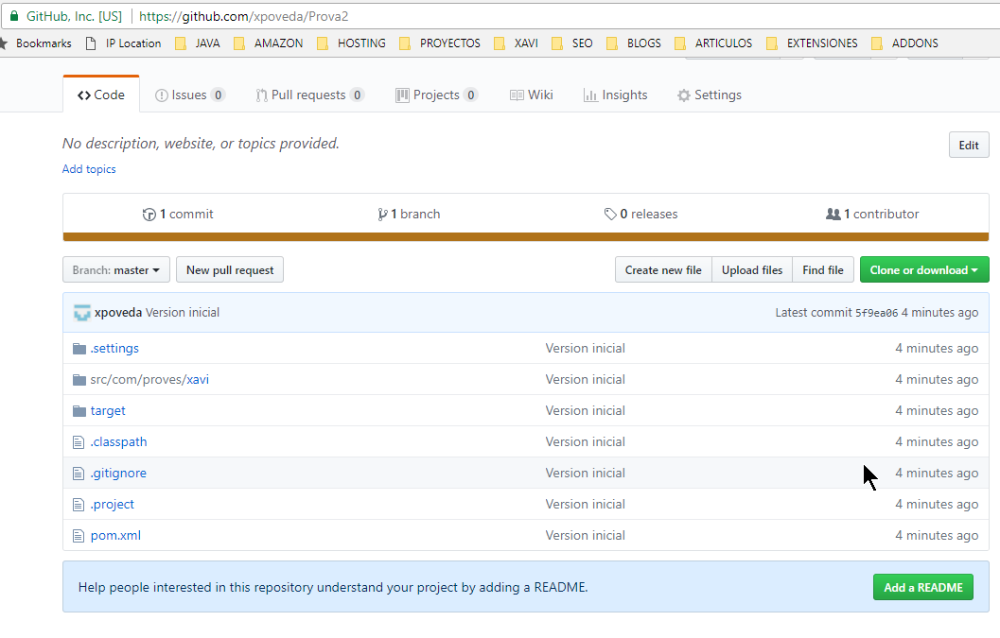 GitHub, Inc. [US] https://github.com/xpoveda/Prova2
Bookmarks IP Location JAVA AMAZON HOSTING PROYECTOS XAVI SEO BLOGS ARTICULOS EXTENSIONES ADDONS
Code Issues 0 Pull requests 0 Projects 0 Wiki Insights Settings
No description, website, or topics provided. Edit
Add topics
1 commit 1 branch 0 releases 1 contributor
Branch: master New pull request Create new file Upload files Find file Clone or download
xpoveda Version inicial Latest commit 5f9ea06 4 minutes ago
.settings Version inicial 4 minutes ago
src/com/proves/xavi Version inicial 4 minutes ago
target Version inicial 4 minutes ago
.classpath Version inicial 4 minutes ago
.gitignore Version inicial 4 minutes ago
.project Version inicial 4 minutes ago
pom.xml Version inicial 4 minutes ago
Help people interested in this repository understand your project by adding a README. Add a README